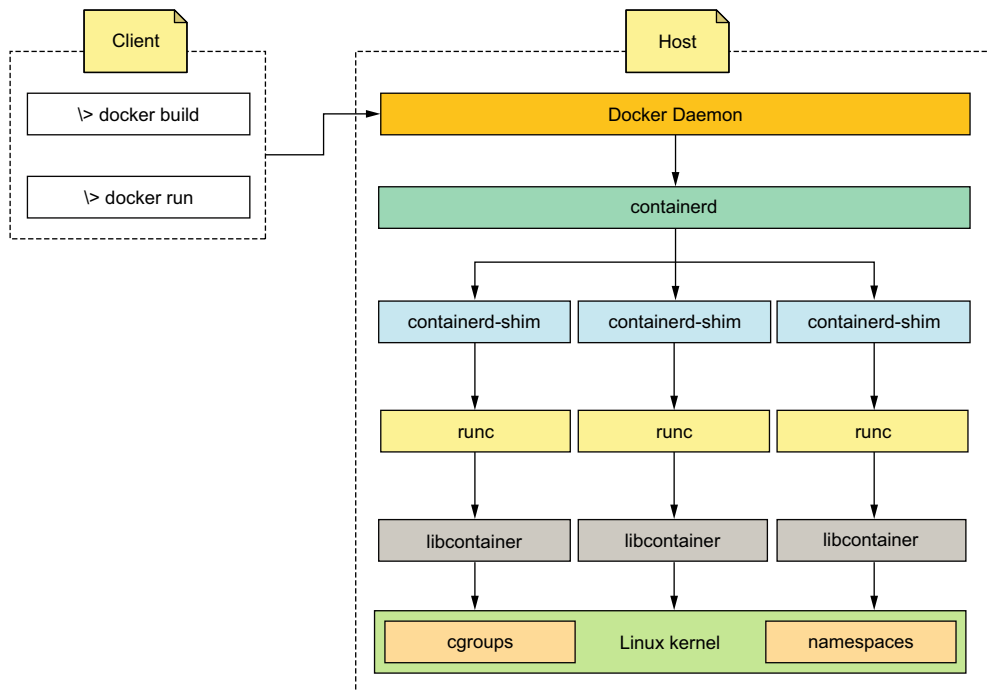 Client
Host
\> docker build
Docker Daemon
\> docker run
containerd
containerd-shim
containerd-shim
containerd-shim
runc
runc
runc
libcontainer
libcontainer
libcontainer
cgroups
Linux kernel
namespaces